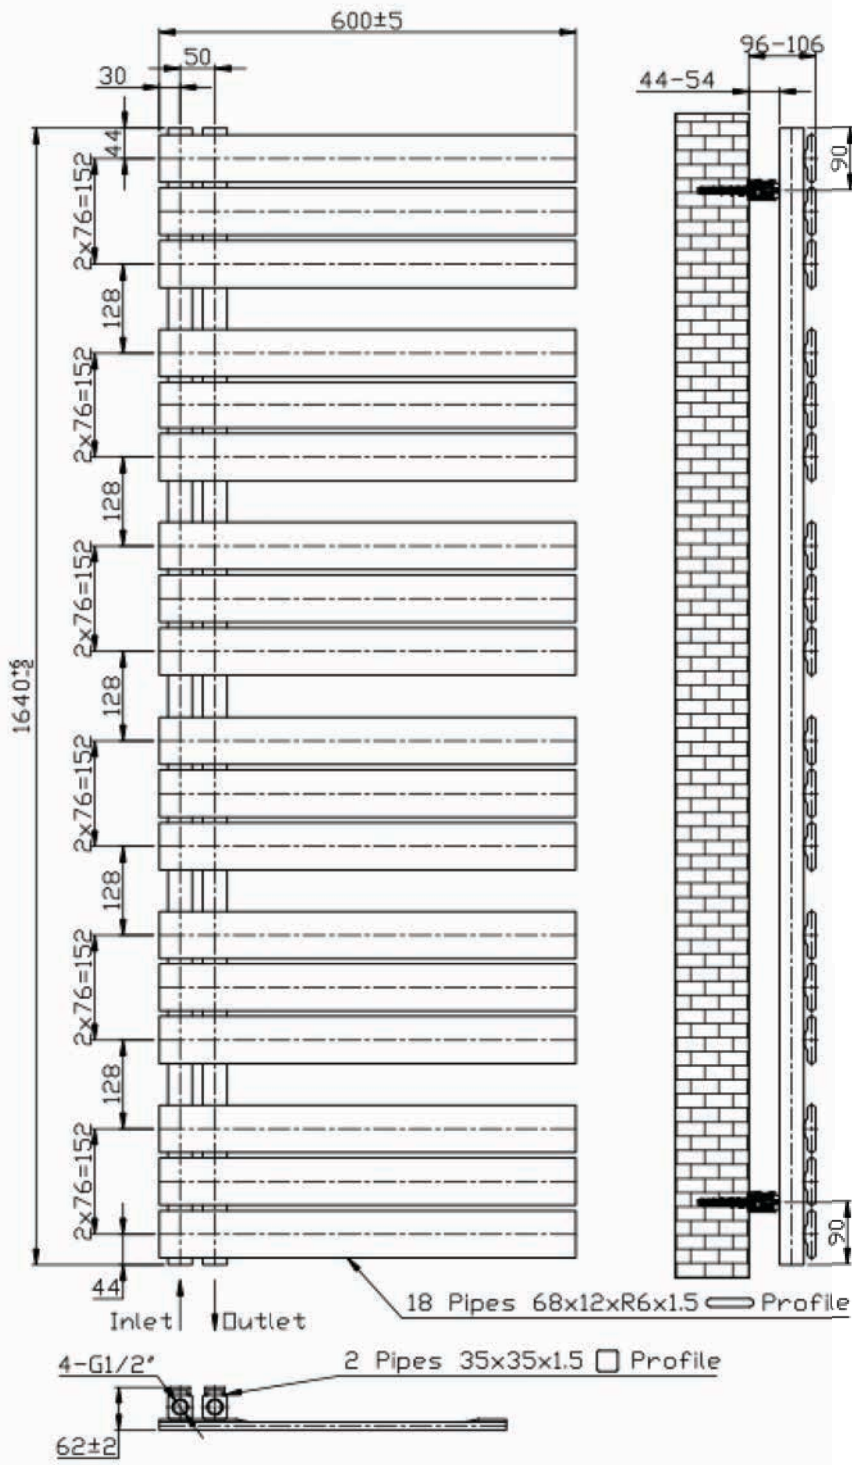 600±5
50
30
96-106
44-54
44
90
2x76=152
128
2x76=152
128
2x76=152
128
1640+6-2
2x76=152
128
2x76=152
128
2x76=152
44
90
18 Pipes 68x12xR6x1.5 Profile
Inlet Outlet
4-G1/2"
2 Pipes 35x35x1.5 Profile
62±2